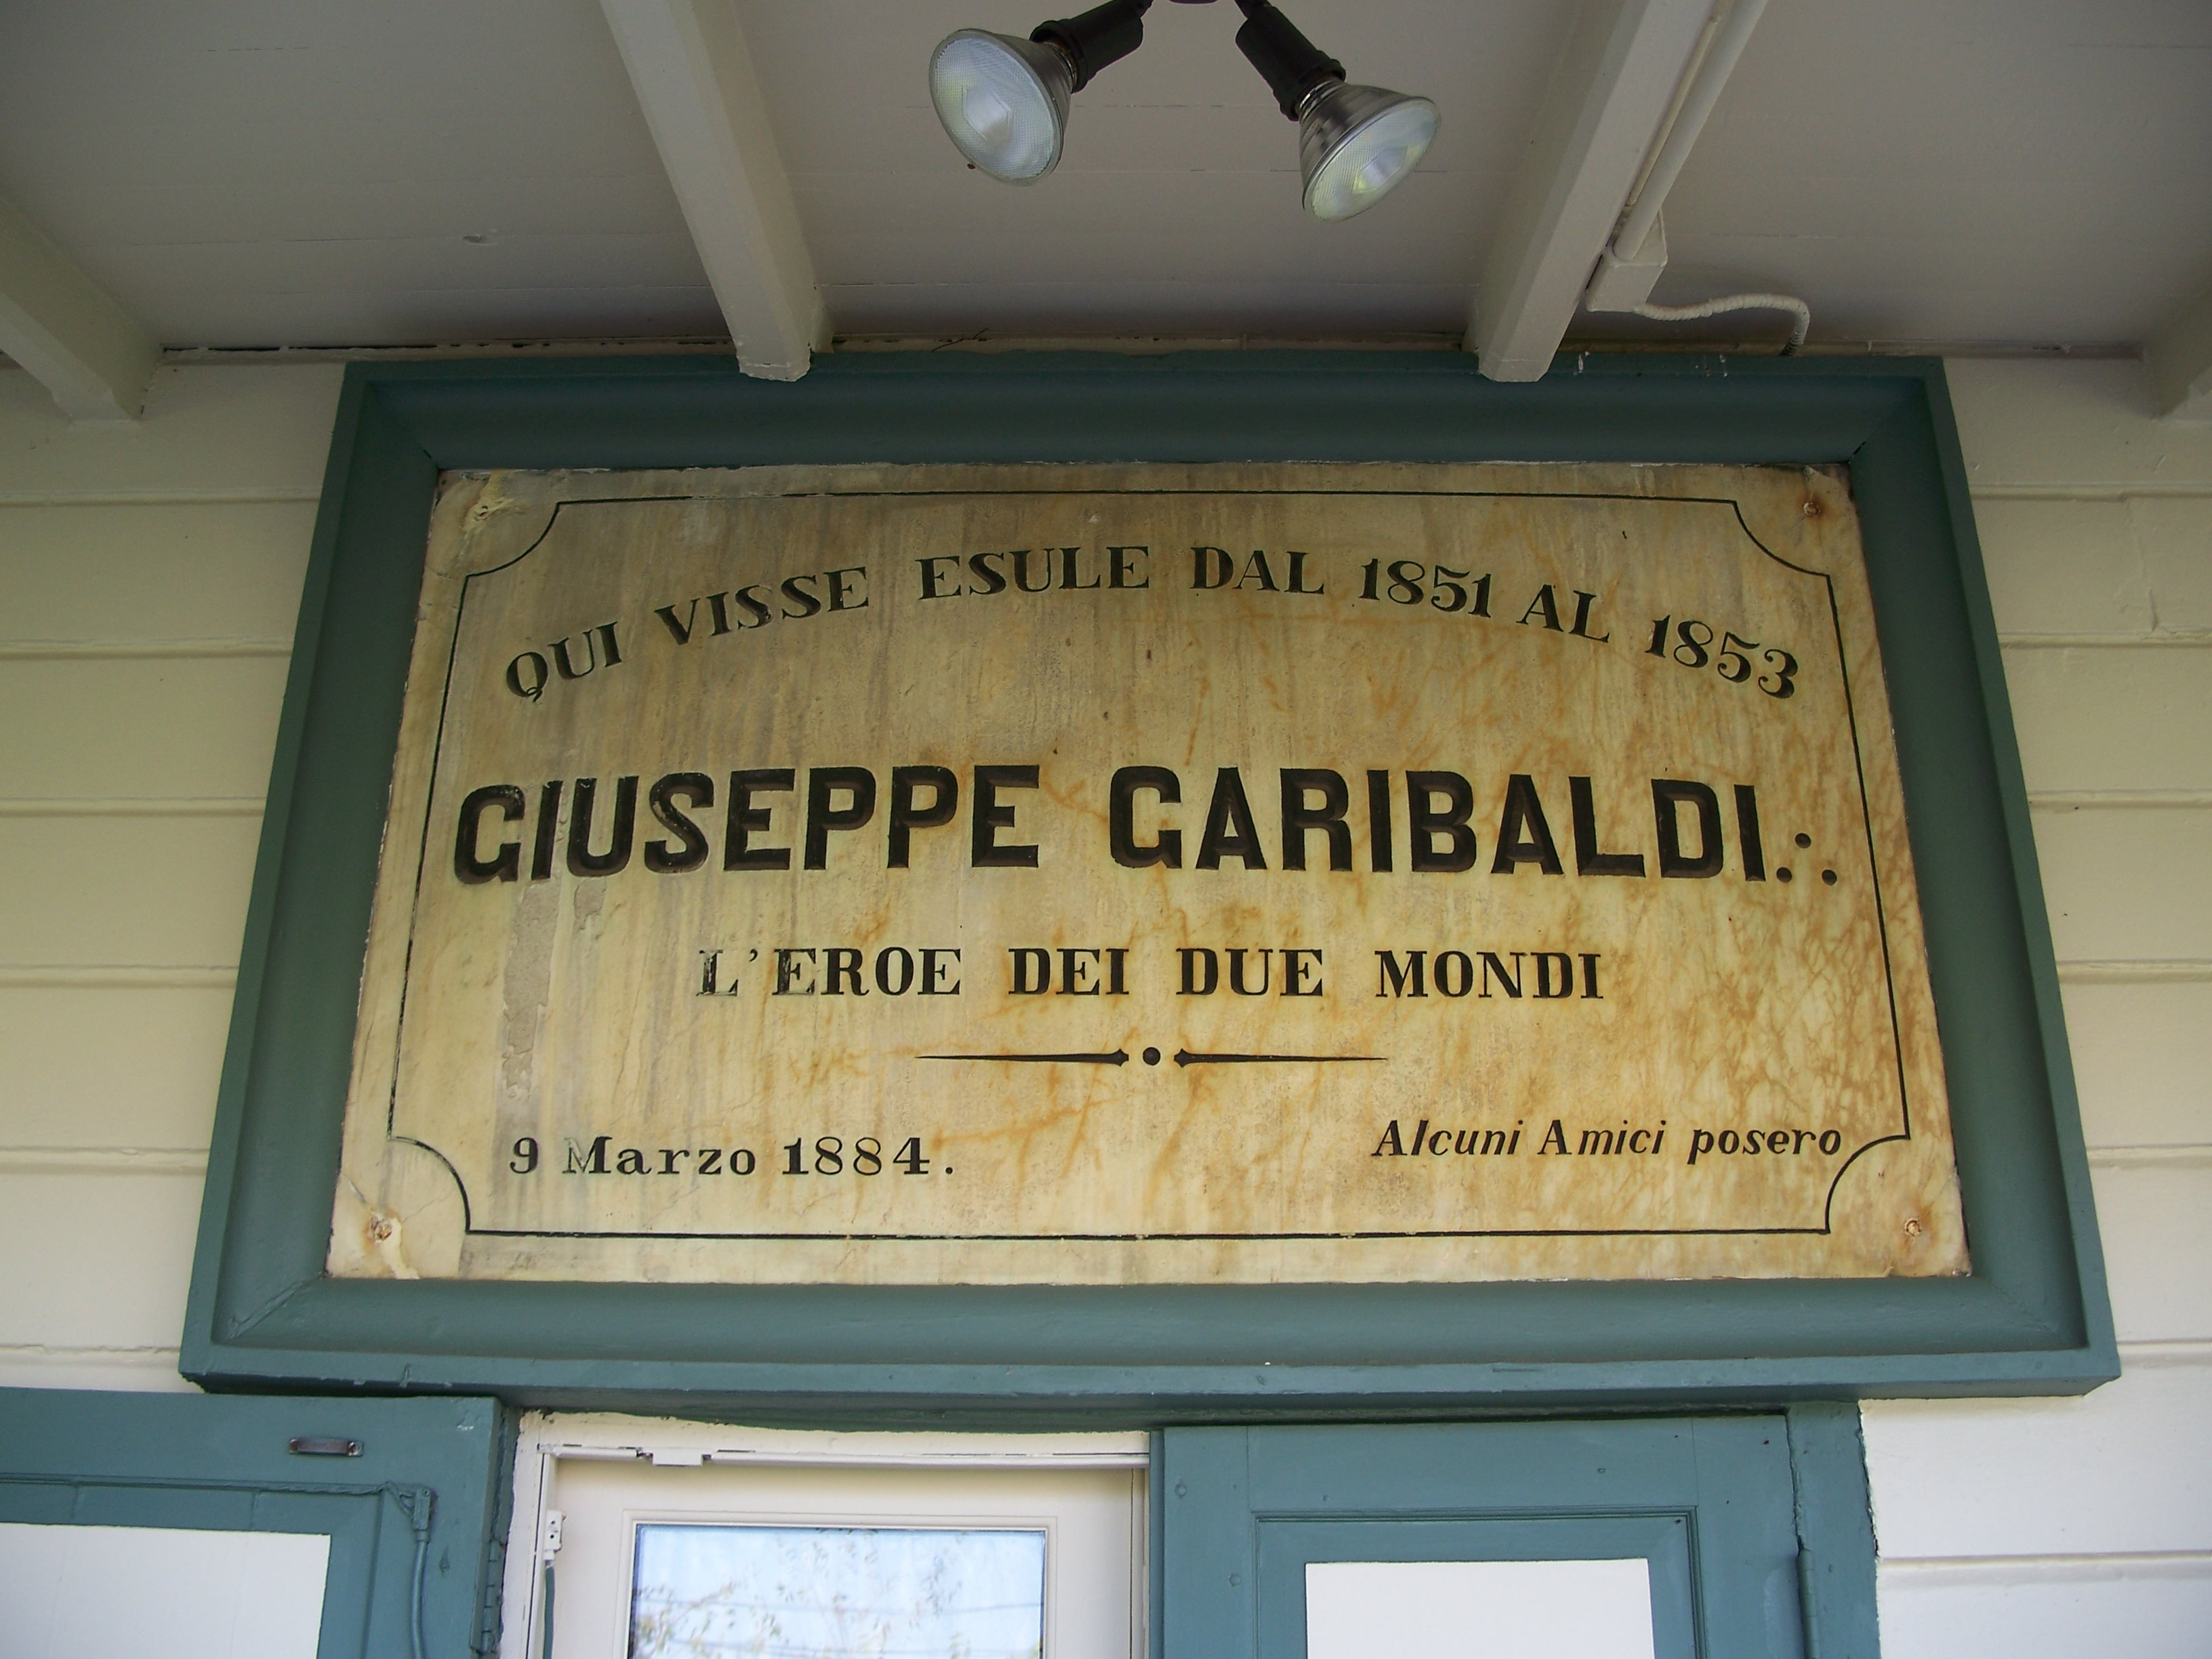 QUI VISSE ESULE DAL 1851 AL 1853
GIUSEPPE GARIBALDI.·.
L'EROE DEI DUE MONDI
9 Marzo 1884.
Alcuni Amici posero